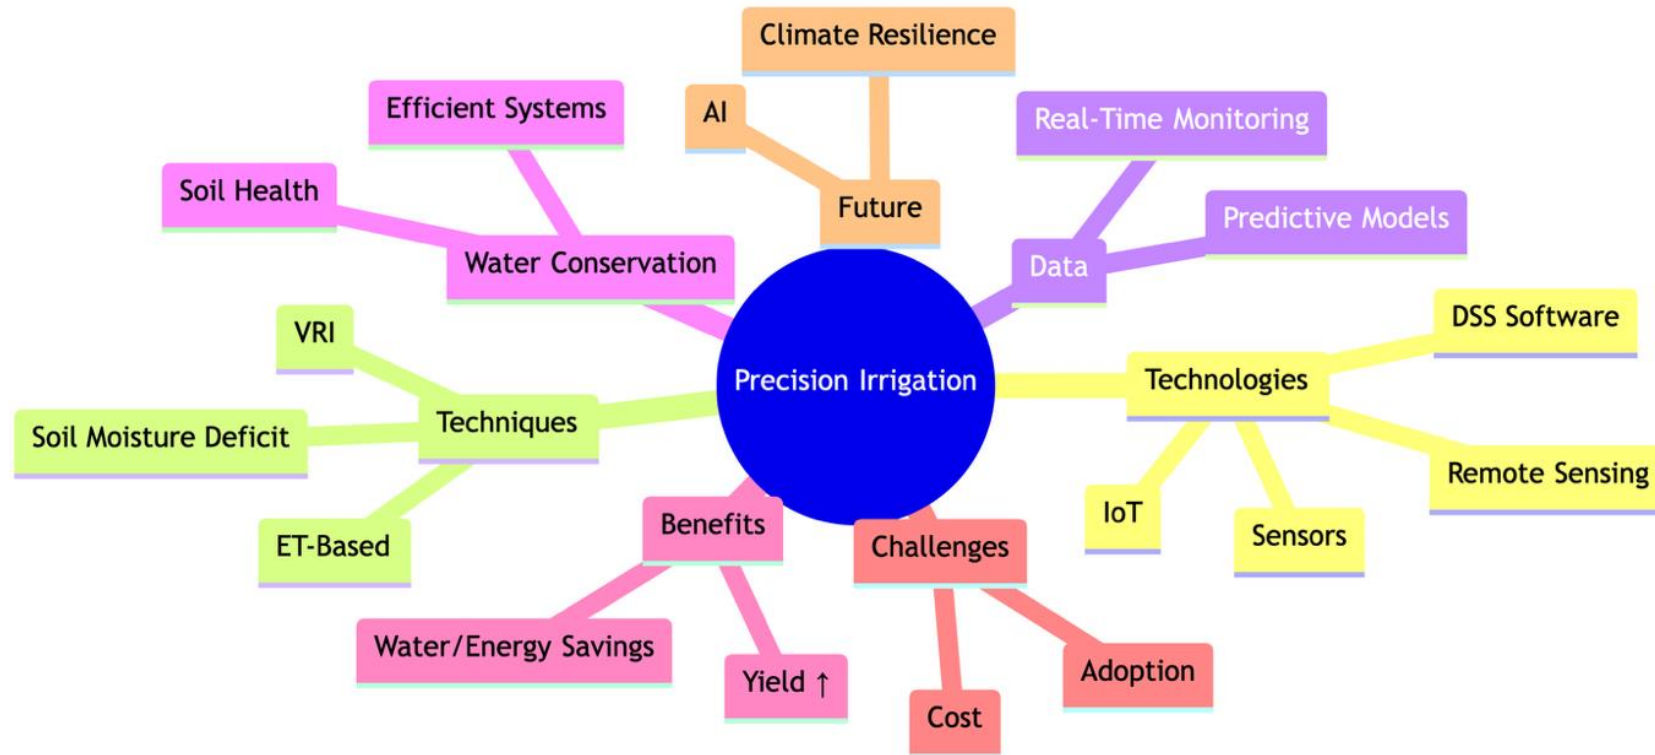 Climate Resilience
AI
Future
Efficient Systems
Soil Health
Water Conservation
Real-Time Monitoring
Predictive Models
Data
Precision Irrigation
DSS Software
Technologies
Remote Sensing
IoT
Sensors
VRI
Techniques
Soil Moisture Deficit
ET-Based
Benefits
Water/Energy Savings
Yield ↑
Challenges
Adoption
Cost